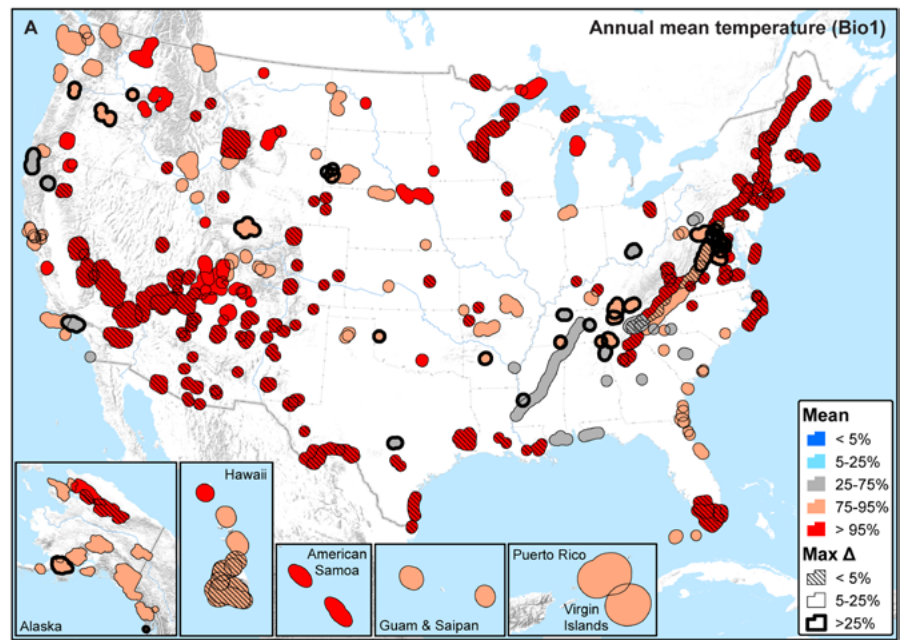 A
Annual mean temperature (Bio1)
Mean
< 5%
5-25%
25-75%
75-95%
> 95%
Max Δ
< 5%
5-25%
>25%
Alaska
Hawaii
American
Samoa
Guam & Saipan
Puerto Rico
Virgin
Islands